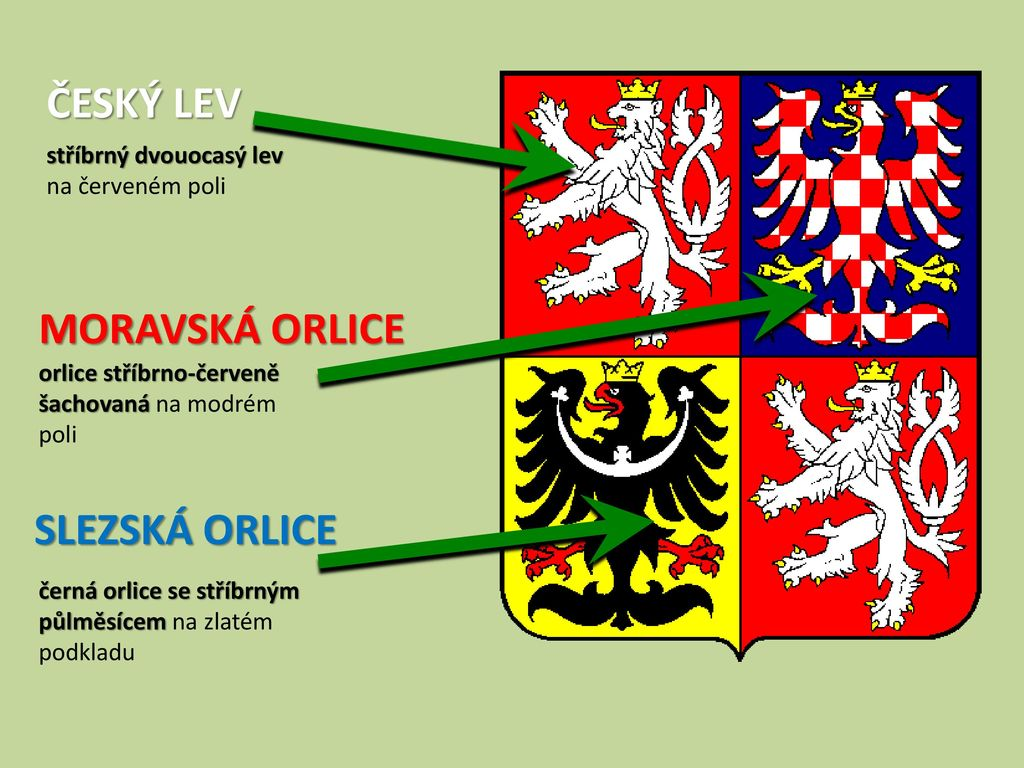 ČESKÝ LEV
stříbrný dvouocasý lev
na červeném poli
MORAVSKÁ ORLICE
orlice stříbrno-červeně
šachovaná na modrém
poli
SLEZSKÁ ORLICE
černá orlice se stříbrným
půlměsícem na zlatém
podkladu